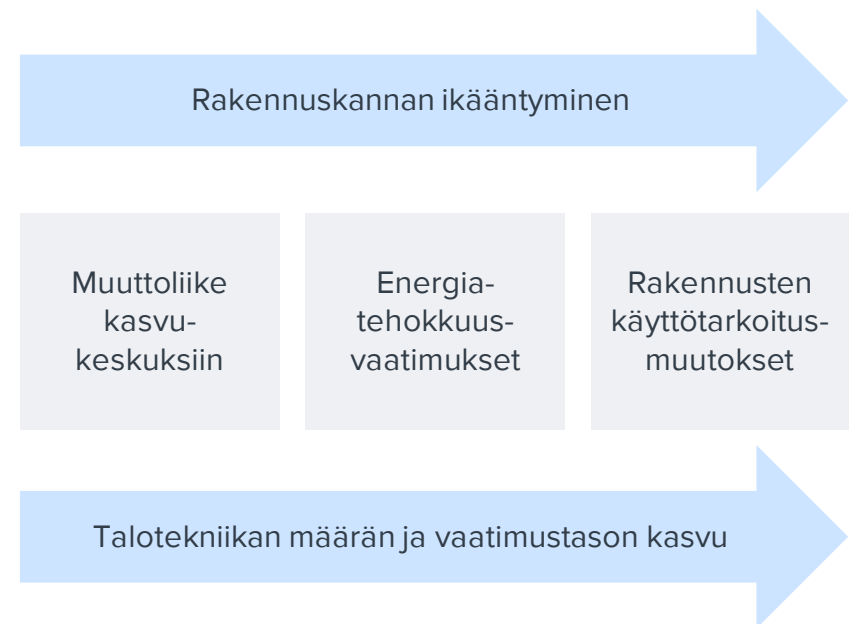 Rakennuskannan ikääntyminen
Muuttoliike
kasvu-
keskuksiin
Energia-
tehokkuus-
vaatimukset
Rakennusten
käyttötarkoitus-
muutokset
Talotekniikan määrän ja vaatimustason kasvu